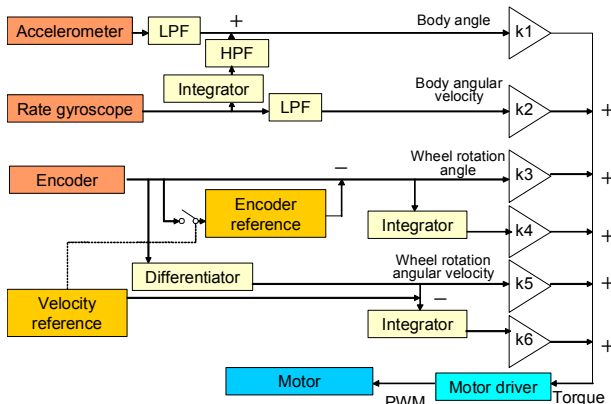 Accelerometer
LPF
+
Body angle
k1
HPF
Integrator
Body angular
velocity
Rate gyroscope
LPF
k2
+
Encoder
−
Wheel rotation
angle
k3
+
Encoder
reference
Integrator
k4
+
Differentiator
Wheel rotation
angular velocity
k5
+
Velocity
reference
−
Integrator
k6
+
Motor
PWM
Motor driver
Torque